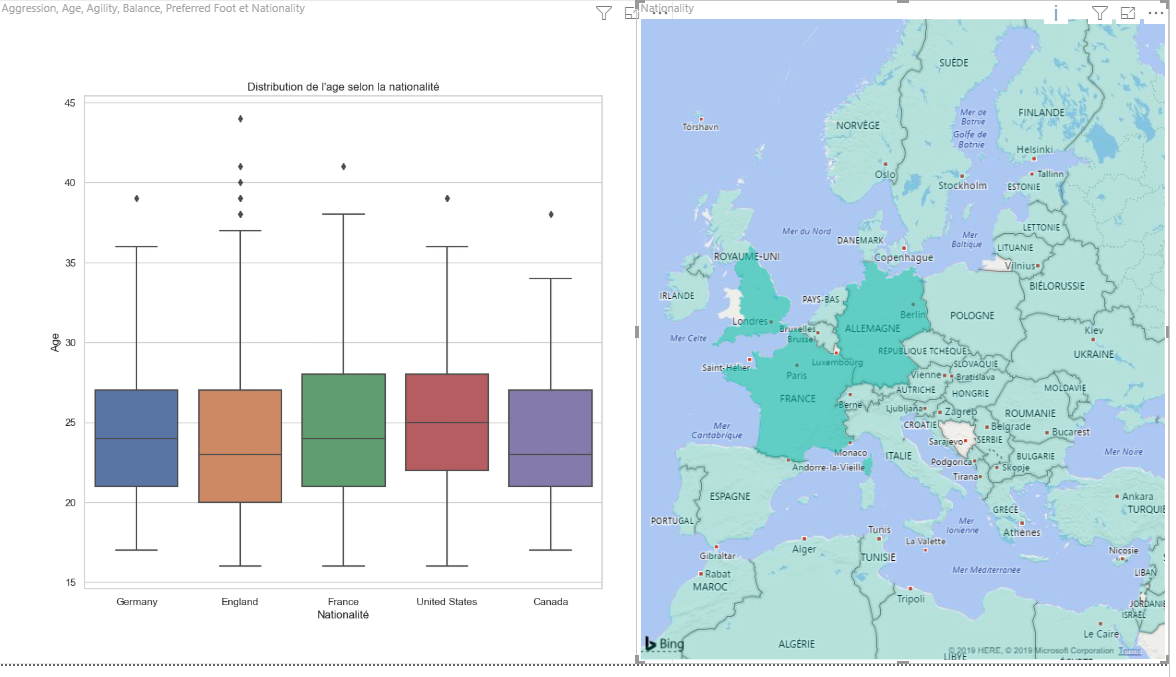 Aggression, Age, Agility, Balance, Preferred Foot et Nationality
Distribution de l'age selon la nationalité
45
40
35
30
25
20
15
Age
Germany
England
France
United States
Canada
Nationalité
Nationality
SUÈDE
FINLANDE
NORVÈGE
Mer de
Botnie
Golfe de
Botnie
Tórshavn
Helsinki
Oslo
Stockholm
Tallinn
ESTONIE
LETTONIE
Mer du Nord
DANEMARK
Mer
Baltique
LITUANIE
Copenhague
Vilnius
ROYAUME-UNI
BIÉLORUSSIE
IRLANDE
PAYS-BAS
Berlin
POLOGNE
Londres
Bruxelles
Brussel
ALLEMAGNE
Kiev
Mer Celte
UKRAINE
Luxembourg
RÉPUBLIQUE TCHÈQUE
Saint-Hélier
Paris
SLOVAQUIE
Vienne
Bratislava
AUTRICHE
HONGRIE
MOLDAVIE
FRANCE
Berne
Ljubljana
Zagreb
ROUMANIE
Mer
Cantabrique
CROATIE
Belgrade
Bucarest
Sarajevo
SERBIE
Monaco
ITALIE
BULGARIE
Mer Noire
Andorre-la-Vieille
Podgorica
Skopje
Tirana
ESPAGNE
Ankara
TURQUIE
GRÈCE
PORTUGAL
Mer
Ionienne
Athènes
Tunis
La Valette
Alger
Gibraltar
TUNISIE
Nicosie
LIBAN
Rabat
MAROC
Mer Méditerranée
Tripoli
JORDANIE
ISRAËL
Le Caire
ALGÉRIE
Bing
© 2019 HERE, © 2019 Microsoft Corporation Terms
LIBYE